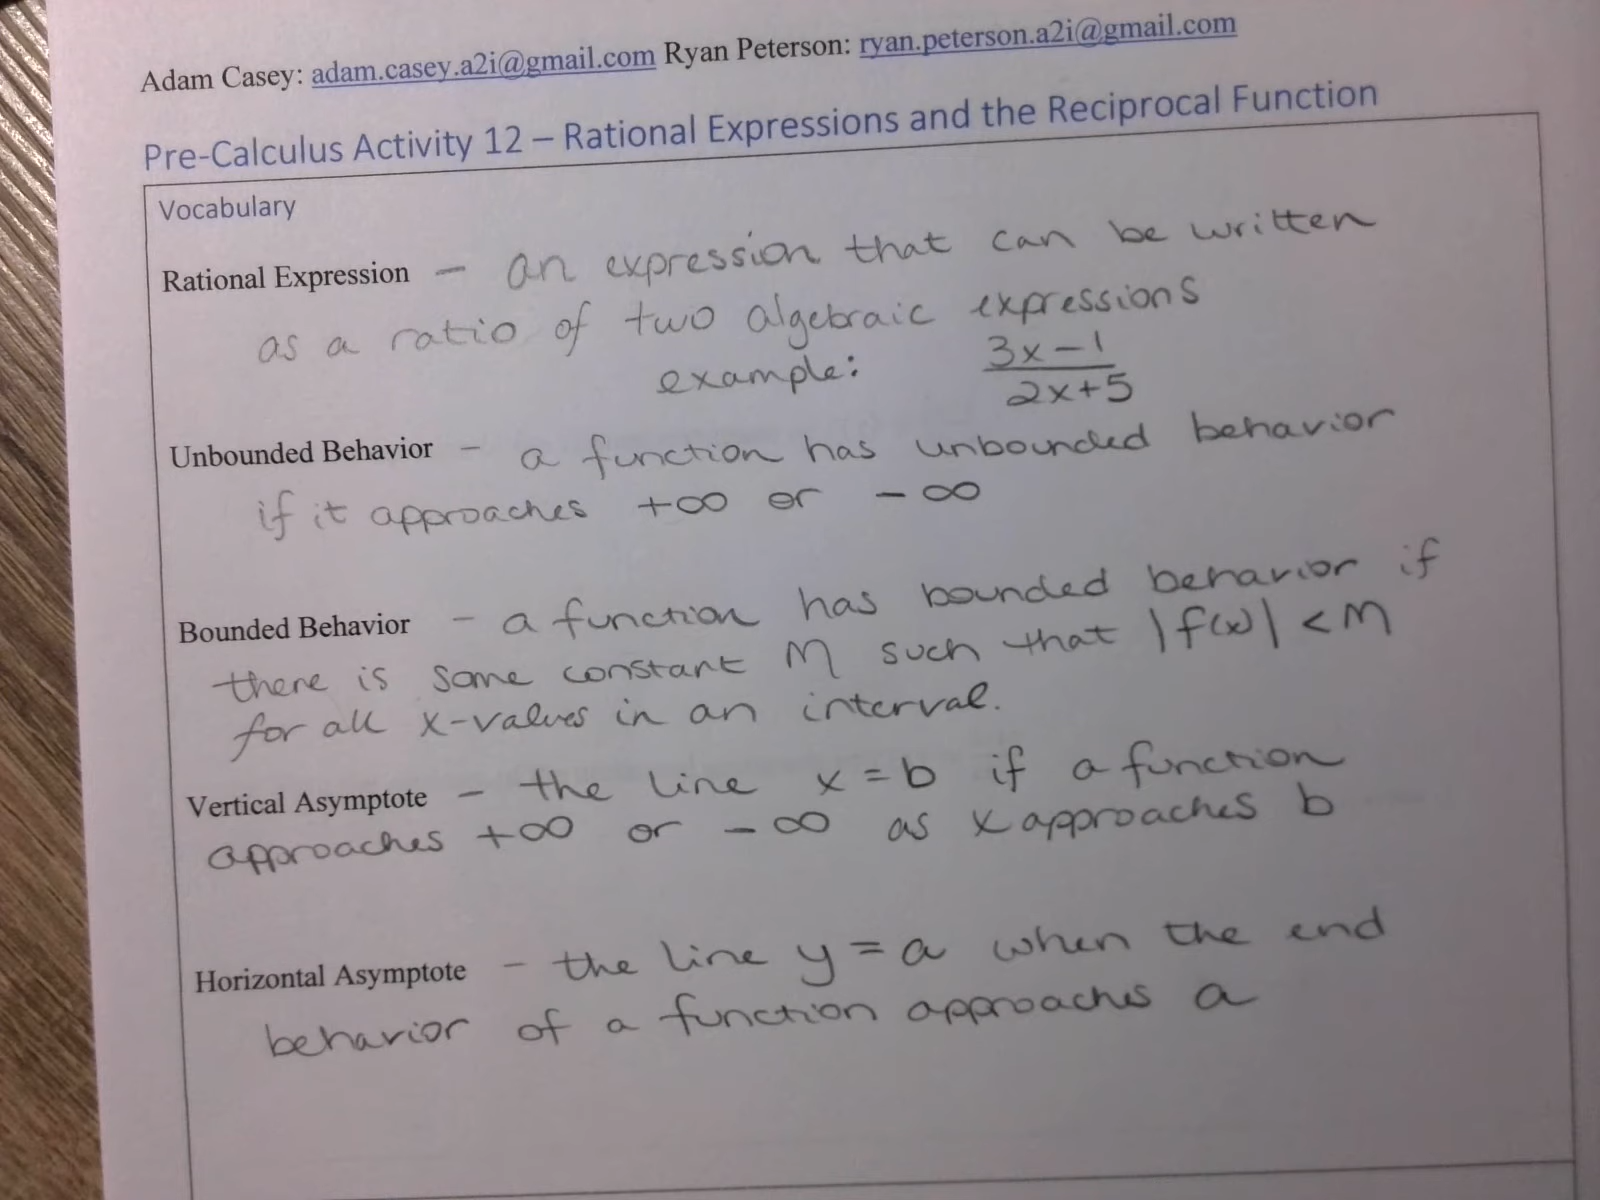 Adam Casey: adam.casey.a2i@gmail.com Ryan Peterson: ryan.peterson.a2i@gmail.com
Pre-Calculus Activity 12 – Rational Expressions and the Reciprocal Function
Vocabulary
Rational Expression – an expression that can be written
as a ratio of two algebraic expressions
example: (3x-1)/(2x+5)
Unbounded Behavior – a function has unbounded behavior
if it approaches +∞ or -∞
Bounded Behavior – a function has bounded behavior if
there is some constant M such that |f(x)| < M
for all x-values in an interval.
Vertical Asymptote – the line x = b if a function
approaches +∞ or -∞ as x approaches b
Horizontal Asymptote – the line y = a when the end
behavior of a function approaches a